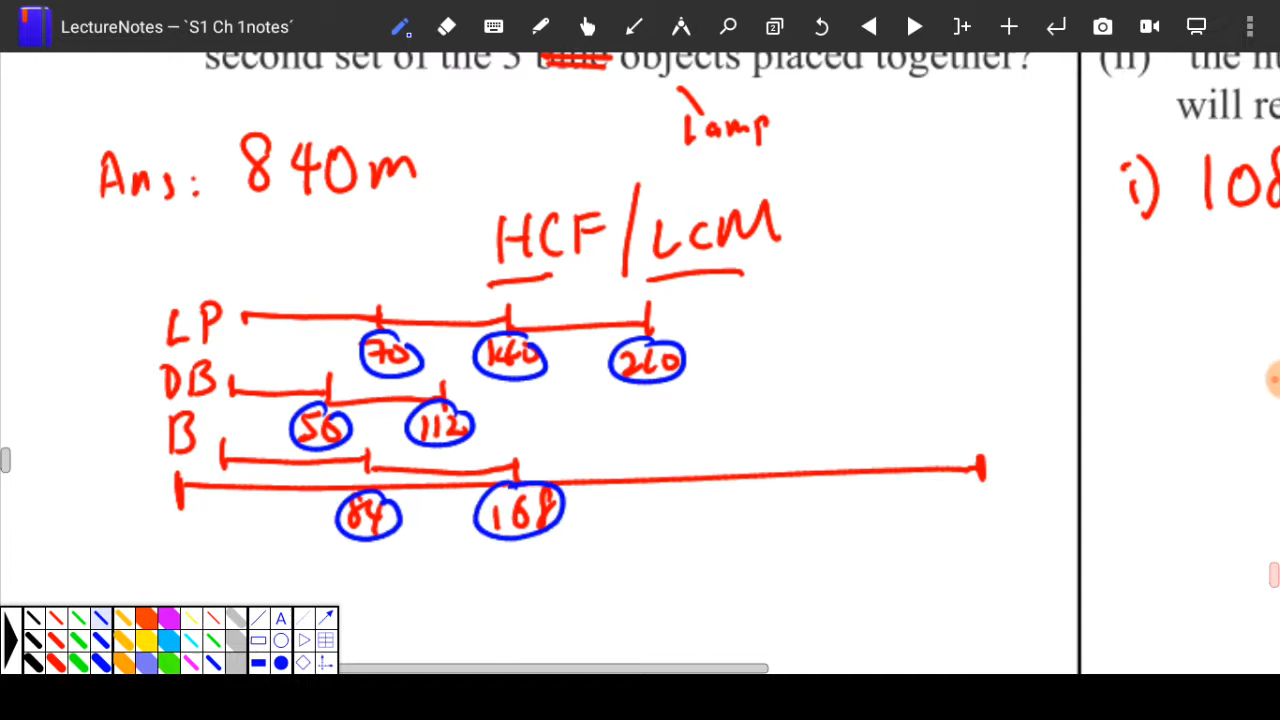 LectureNotes – `S1 Ch 1notes´
second set of the 3 objects placed together?
Lamp
Ans: 840m
HCF / LCM
LP
70 140 210
DB
56 112
B
84 168
(ii) the nu
will re
i) 108